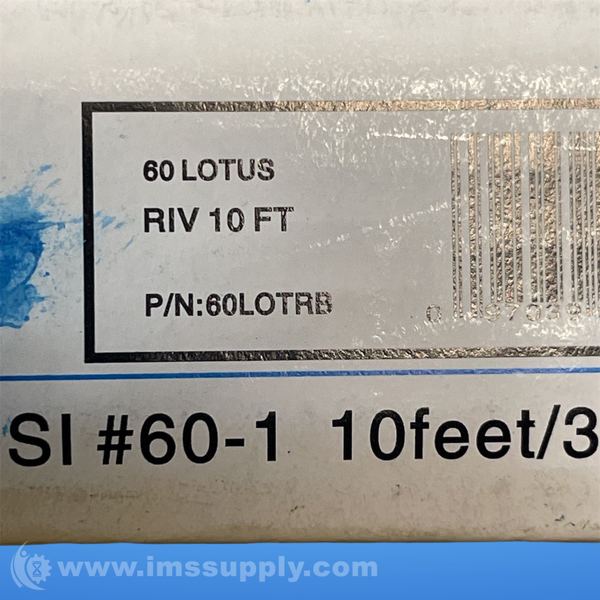 60 LOTUS
RIV 10 FT
P/N:60LOTRB
SI #60-1 10feet/3
www.imssupply.com